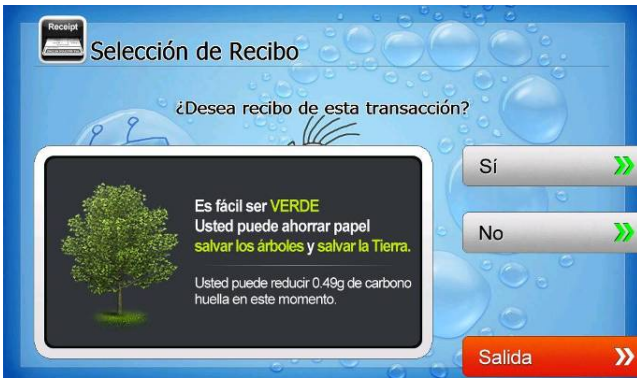 Receipt
Selección de Recibo
¿Desea recibo de esta transacción?
Es fácil ser VERDE
Usted puede ahorrar papel
salvar los árboles y salvar la Tierra.
Usted puede reducir 0.49g de carbono
huella en este momento.
Sí
No
Salida